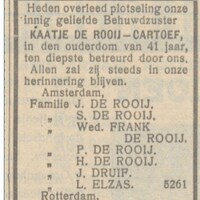 Heden overleed plotseling onze
innig geliefde Behuwdzuster
KAATJE DE ROOIJ—CARTOEF,
in den ouderdom van 41 jaar,
ten diepste betreurd door ons.
Allen zal zij steeds in onze
herinnering blijven.
Amsterdam,
Familie J. DE ROOIJ.
„ S. DE ROOIJ.
„ Wed. FRANK
DE ROOIJ.
„ P. DE ROOIJ.
„ H. DE ROOIJ.
„ J. DRUIF.
„ L. ELZAS. 5261
Rotterdam.